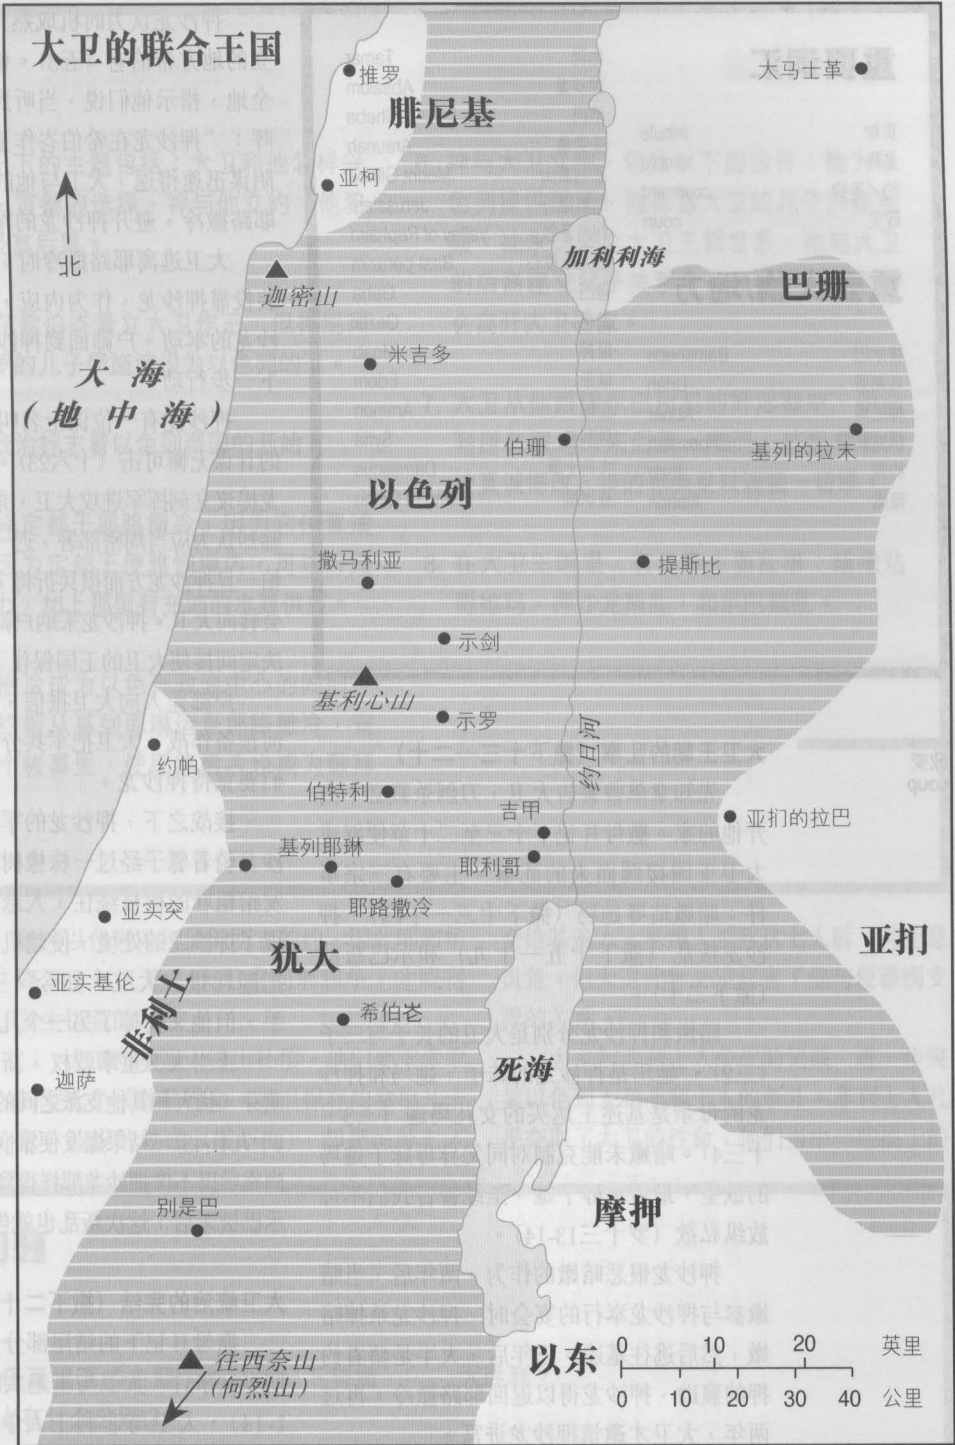 大卫的联合王国
推罗
大马士革
腓尼基
亚柯
北
加利利海
迦密山
巴珊
米吉多
大海
(地中海)
伯珊
基列的拉末
以色列
撒马利亚
提斯比
示剑
基利心山
示罗
约旦河
约帕
伯特利
吉甲
亚扪的拉巴
基列耶琳
耶利哥
耶路撒冷
亚实突
犹大
亚扪
亚实基伦
非利士
希伯仑
死海
迦萨
别是巴
摩押
以东
往西奈山
(何烈山)
0 10 20 英里
0 10 20 30 40 公里